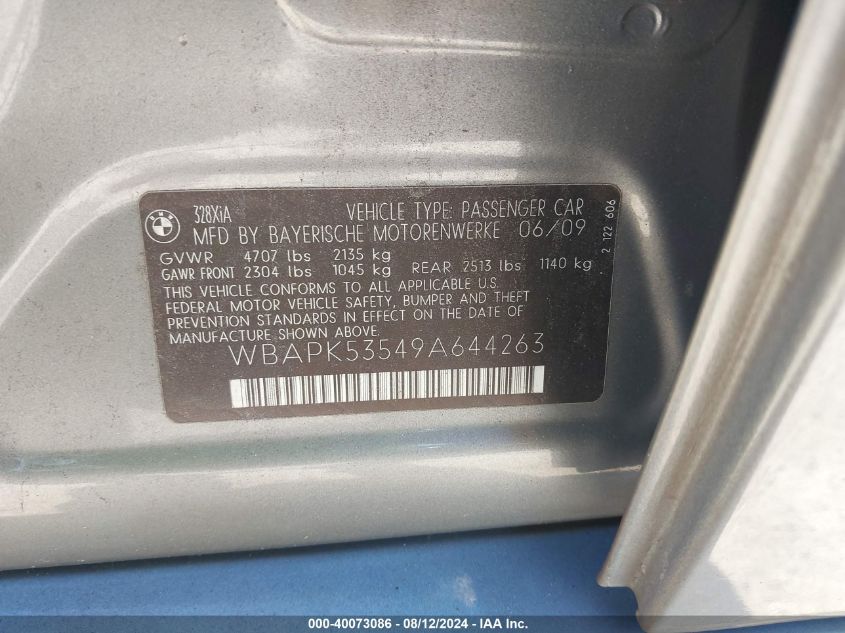 BMW
328XiA VEHICLE TYPE: PASSENGER CAR
MFD BY BAYERISCHE MOTORENWERKE 06/09
GVWR 4707 lbs 2135 kg
GAWR FRONT 2304 lbs 1045 kg REAR 2513 lbs 1140 kg
THIS VEHICLE CONFORMS TO ALL APPLICABLE U.S.
FEDERAL MOTOR VEHICLE SAFETY, BUMPER AND THEFT
PREVENTION STANDARDS IN EFFECT ON THE DATE OF
MANUFACTURE SHOWN ABOVE.
WBAPK53549A644263
2 122 606
000-40073086 - 08/12/2024 - IAA Inc.